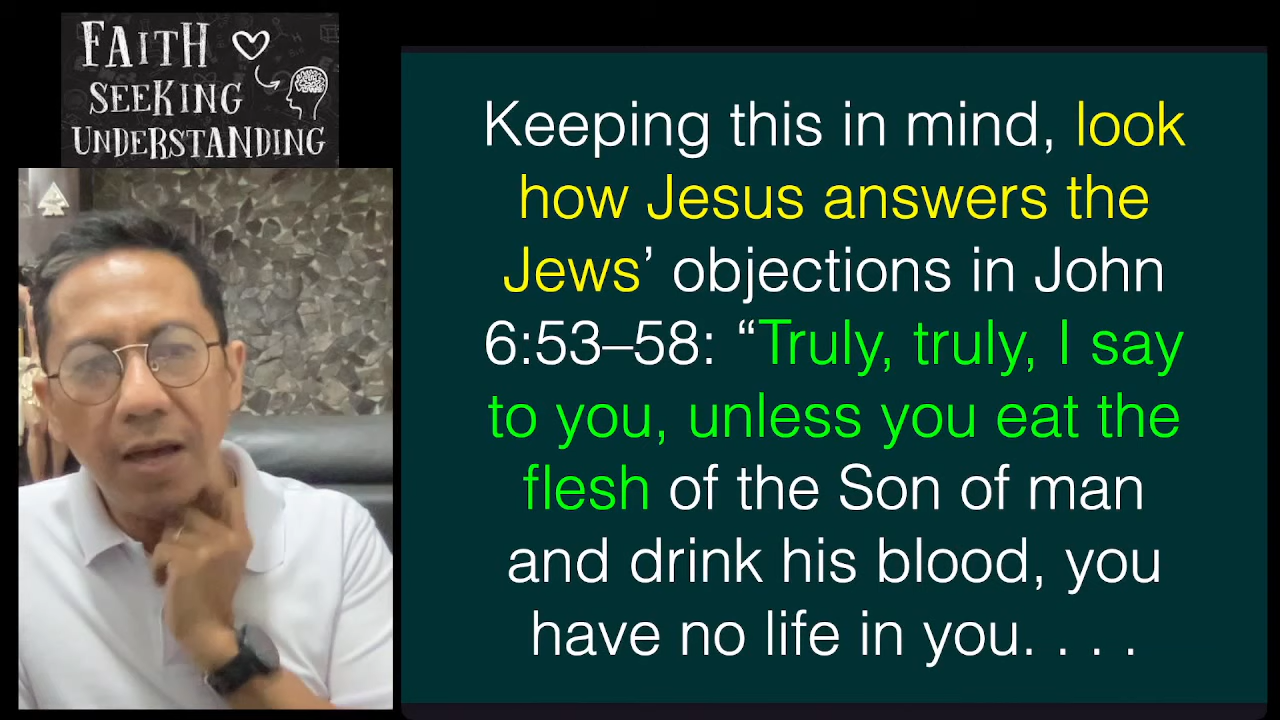 FAITH
SEEKING
UNDERSTANDING
Keeping this in mind, look
how Jesus answers the
Jews’ objections in John
6:53–58: “Truly, truly, I say
to you, unless you eat the
flesh of the Son of man
and drink his blood, you
have no life in you. . . .